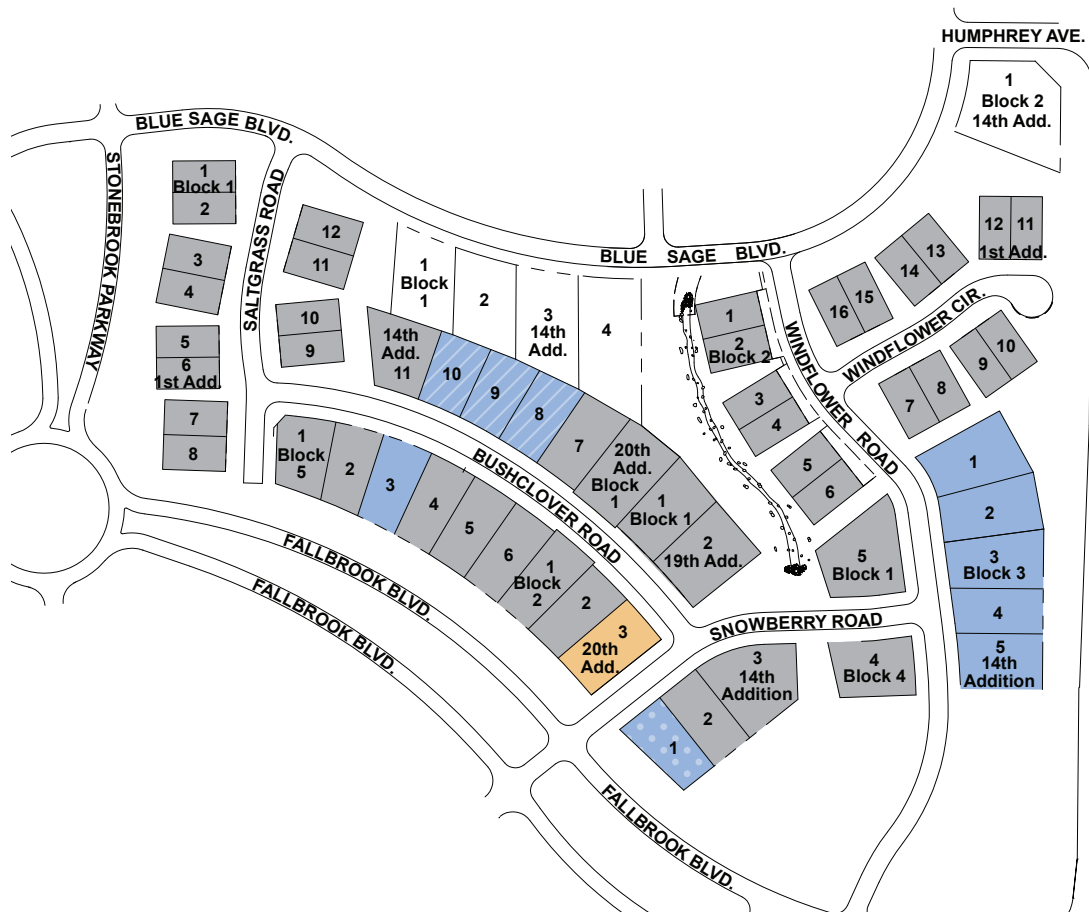 HUMPHREY AVE.
1
Block 2
14th Add.
BLUE SAGE BLVD.
STONEBROOK PARKWAY
SALTGRASS ROAD
1
Block 1
2
3
4
5
6
1st Add.
7
8
12
11
10
9
BLUE SAGE BLVD.
1
Block
1
2
3
14th
Add.
4
14th
Add.
11
10
9
8
7
20th
Add.
Block
1
1
Block 1
2
19th Add.
BUSHCLOVER ROAD
1
Block
5
2
3
4
5
6
1
Block
2
2
3
20th
Add.
1
2
Block 2
3
4
5
6
5
Block 1
WINDFLOWER ROAD
WINDFLOWER CIR.
16
15
14
13
12
11
1st Add.
7
8
9
10
1
2
3
Block 3
4
5
14th
Addition
SNOWBERRY ROAD
3
14th
Addition
2
1
4
Block 4
FALLBROOK BLVD.
FALLBROOK BLVD.
FALLBROOK BLVD.